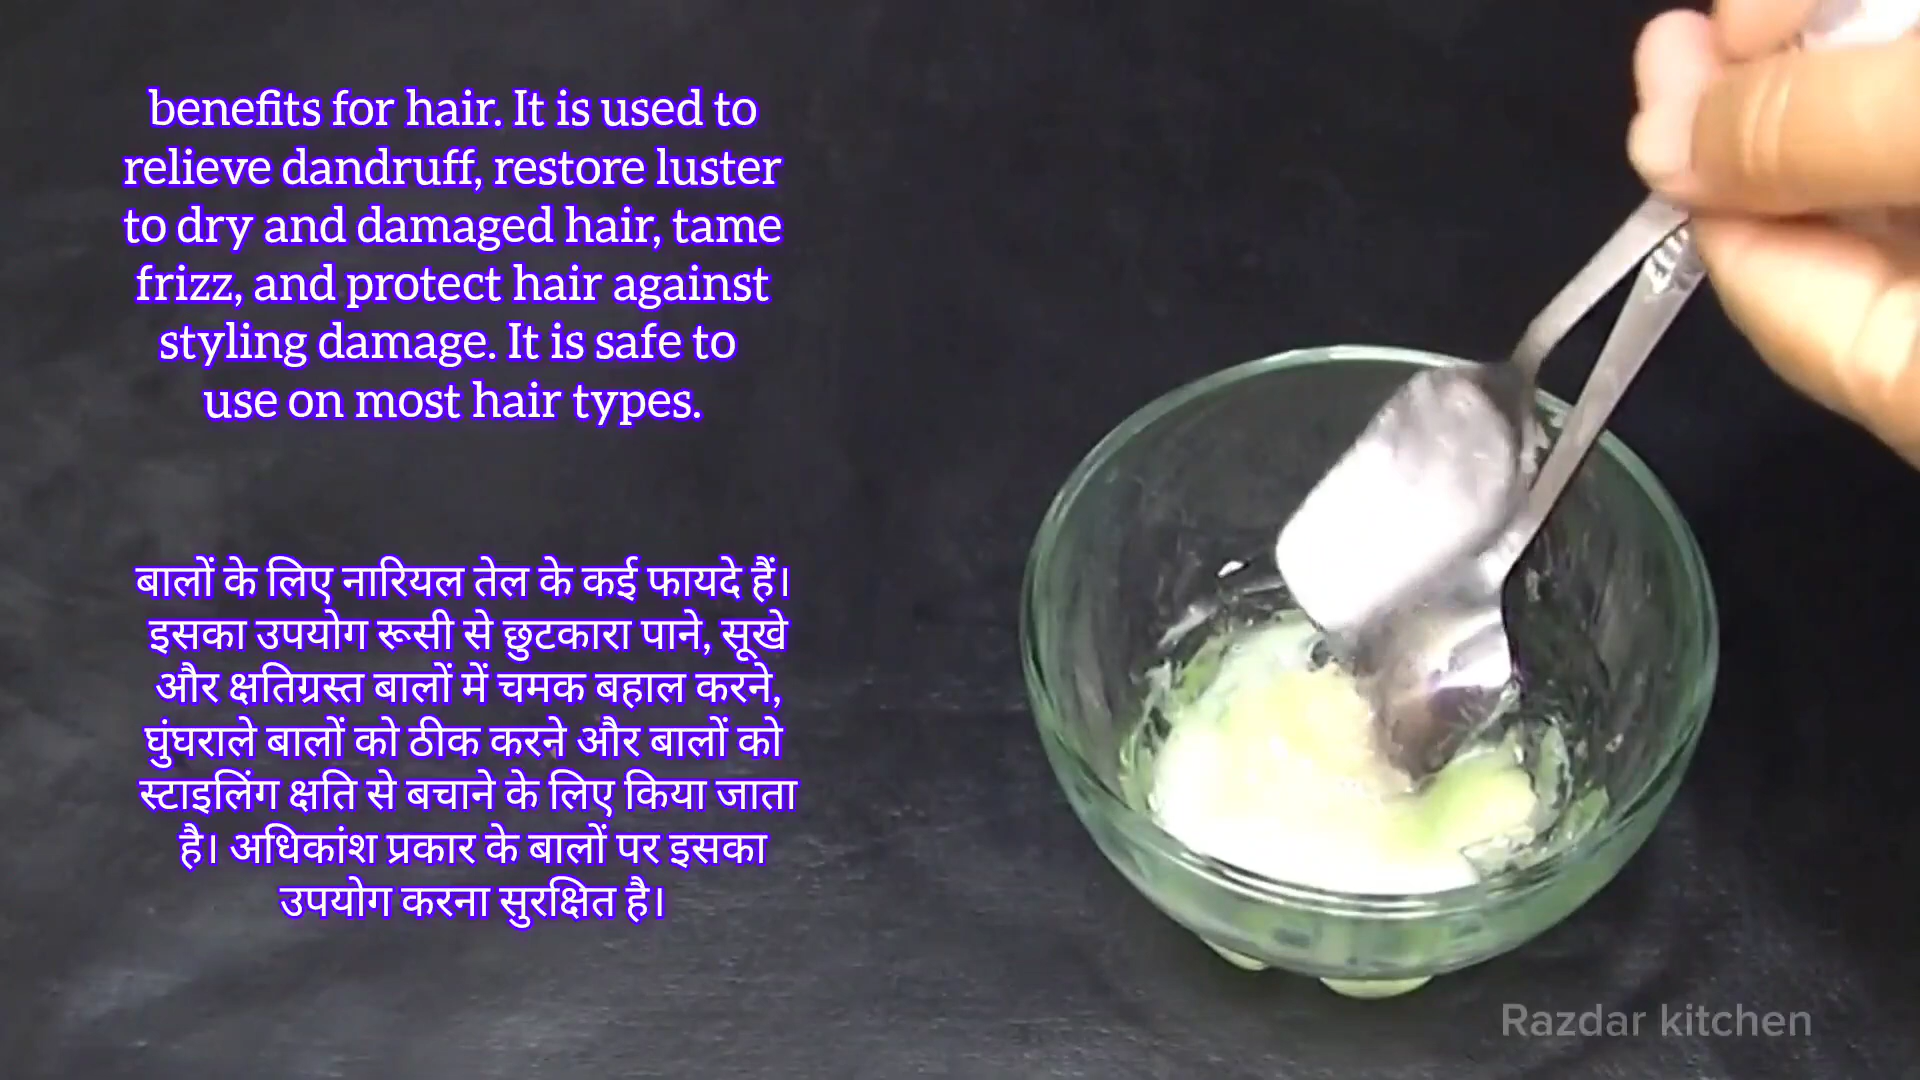 benefits for hair. It is used to
relieve dandruff, restore luster
to dry and damaged hair, tame
frizz, and protect hair against
styling damage. It is safe to
use on most hair types.
बालों के लिए नारियल तेल के कई फायदे हैं।
इसका उपयोग रूसी से छुटकारा पाने, सूखे
और क्षतिग्रस्त बालों में चमक बहाल करने,
घुंघराले बालों को ठीक करने और बालों को
स्टाइलिंग क्षति से बचाने के लिए किया जाता
है। अधिकांश प्रकार के बालों पर इसका
उपयोग करना सुरक्षित है।
Razdar kitchen